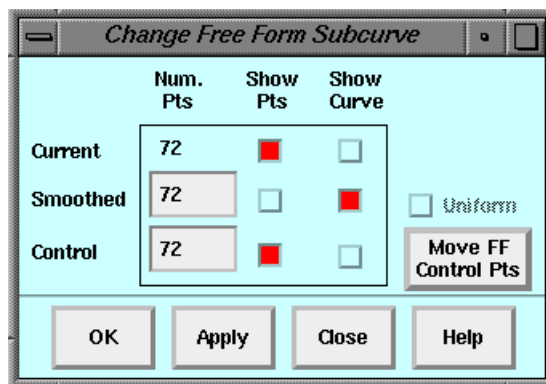 Change Free Form Subcurve
Num. Show Show
Pts Pts Curve
Current 72
Smoothed 72 Uniform
Control 72 Move FF
Control Pts
OK Apply Close Help